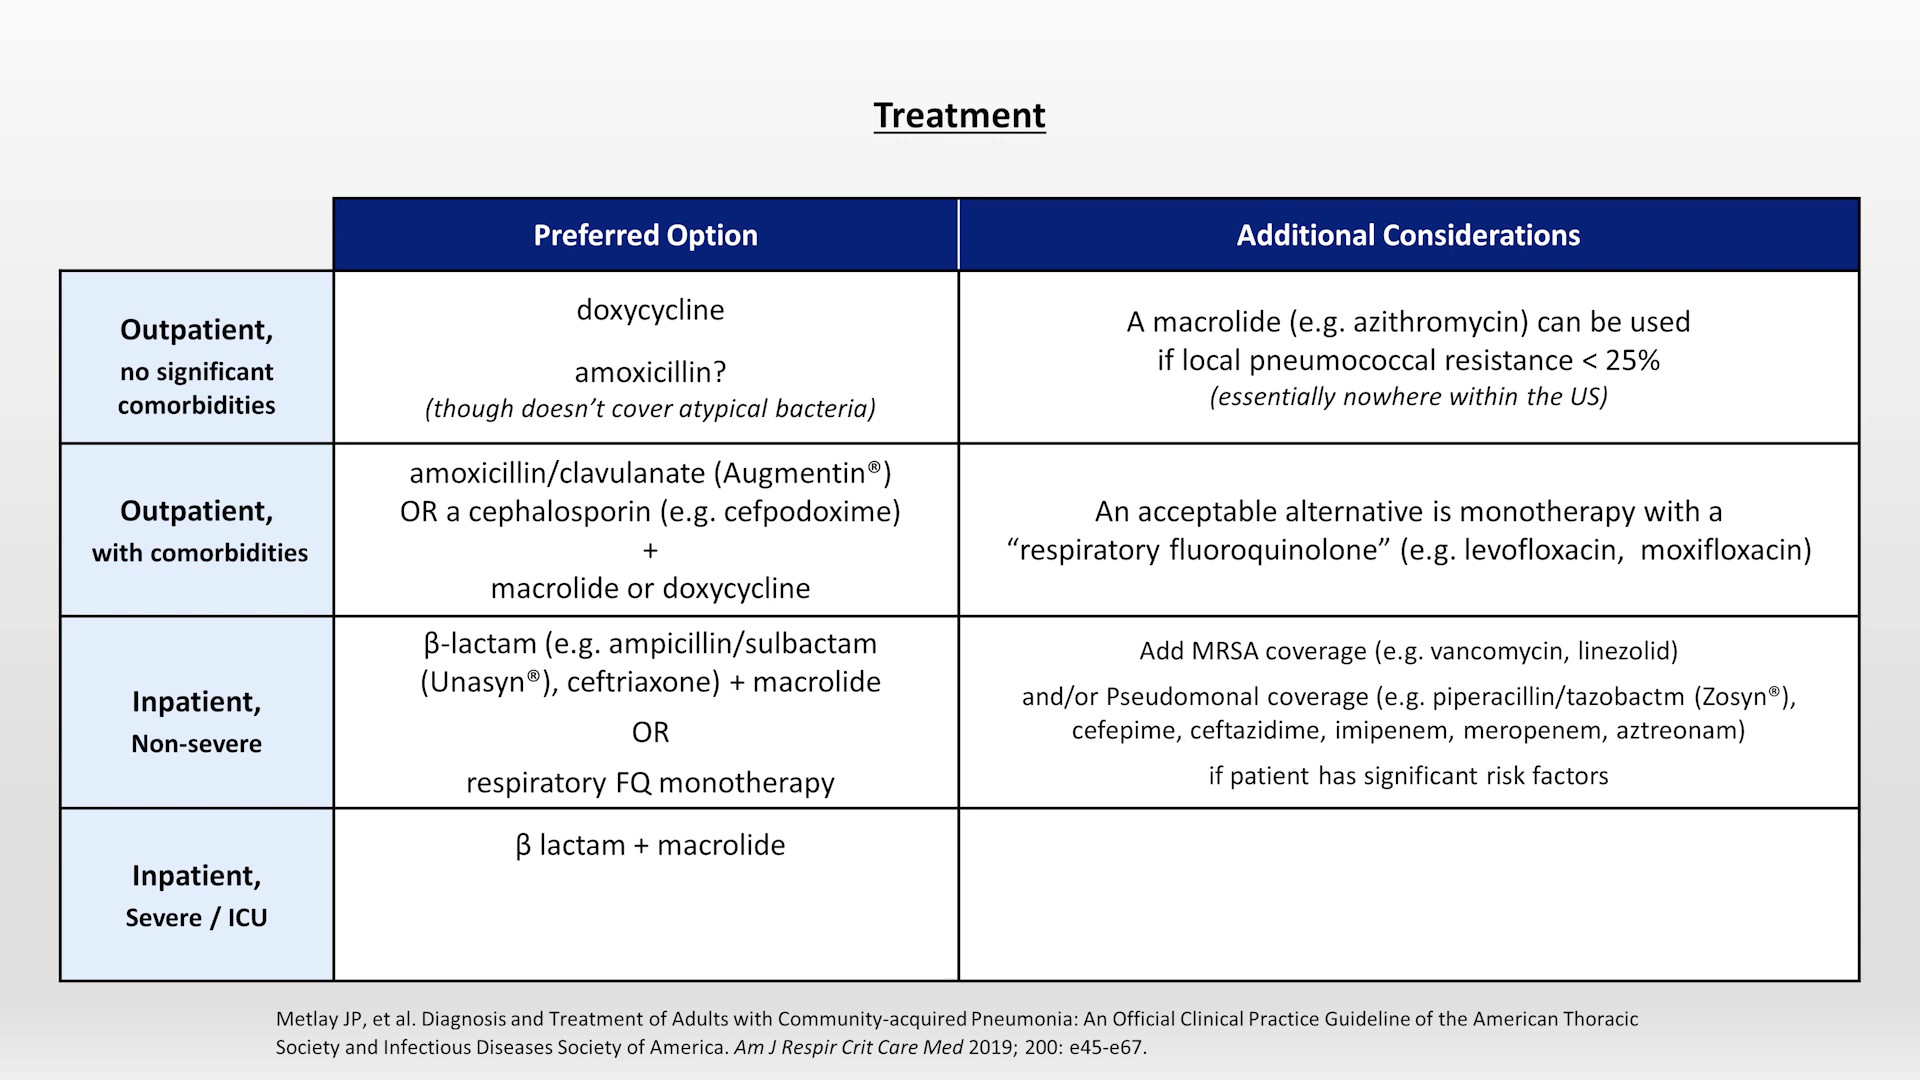 Treatment
Preferred Option
Additional Considerations
Outpatient,
no significant
comorbidities
doxycycline
amoxicillin?
(though doesn’t cover atypical bacteria)
A macrolide (e.g. azithromycin) can be used
if local pneumococcal resistance < 25%
(essentially nowhere within the US)
Outpatient,
with comorbidities
amoxicillin/clavulanate (Augmentin®)
OR a cephalosporin (e.g. cefpodoxime)
+
macrolide or doxycycline
An acceptable alternative is monotherapy with a
“respiratory fluoroquinolone” (e.g. levofloxacin, moxifloxacin)
Inpatient,
Non-severe
β-lactam (e.g. ampicillin/sulbactam
(Unasyn®), ceftriaxone) + macrolide
OR
respiratory FQ monotherapy
Add MRSA coverage (e.g. vancomycin, linezolid)
and/or Pseudomonal coverage (e.g. piperacillin/tazobactm (Zosyn®),
cefepime, ceftazidime, imipenem, meropenem, aztreonam)
if patient has significant risk factors
Inpatient,
Severe / ICU
β lactam + macrolide
Metlay JP, et al. Diagnosis and Treatment of Adults with Community-acquired Pneumonia: An Official Clinical Practice Guideline of the American Thoracic
Society and Infectious Diseases Society of America. Am J Respir Crit Care Med 2019; 200: e45-e67.